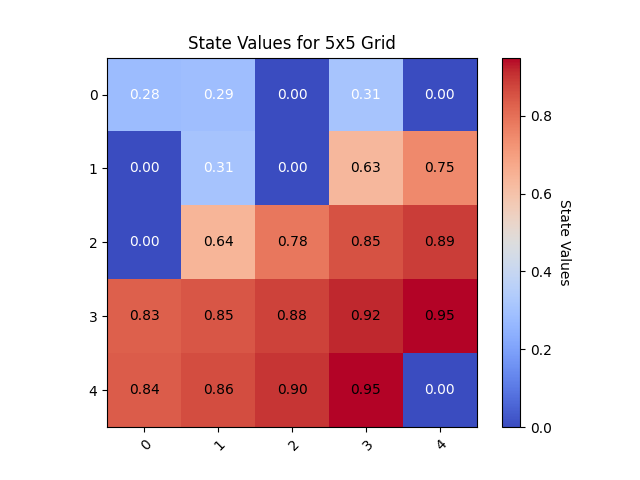 State Values for 5x5 Grid
0 0.28 0.29 0.00 0.31 0.00
1 0.00 0.31 0.00 0.63 0.75
2 0.00 0.64 0.78 0.85 0.89
3 0.83 0.85 0.88 0.92 0.95
4 0.84 0.86 0.90 0.95 0.00
0 1 2 3 4
0.8
0.6
0.4
0.2
0.0
State Values